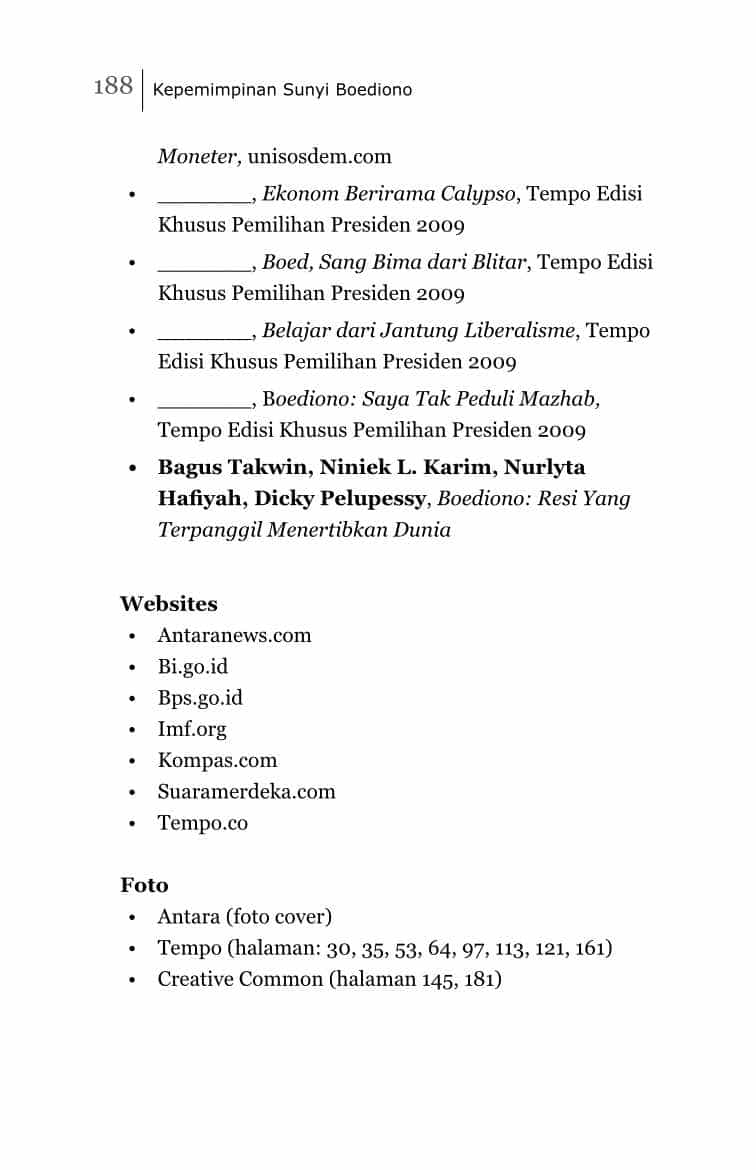 188 Kepemimpinan Sunyi Boediono
Moneter, unisosdem.com
• ________, Ekonom Berirama Calypso, Tempo Edisi
Khusus Pemilihan Presiden 2009
• ________, Boed, Sang Bima dari Blitar, Tempo Edisi
Khusus Pemilihan Presiden 2009
• ________, Belajar dari Jantung Liberalisme, Tempo
Edisi Khusus Pemilihan Presiden 2009
• ________, Boediono: Saya Tak Peduli Mazhab,
Tempo Edisi Khusus Pemilihan Presiden 2009
• Bagus Takwin, Niniek L. Karim, Nurlyta
Hafiyah, Dicky Pelupessy, Boediono: Resi Yang
Terpanggil Menertibkan Dunia
Websites
• Antaranews.com
• Bi.go.id
• Bps.go.id
• Imf.org
• Kompas.com
• Suaramerdeka.com
• Tempo.co
Foto
• Antara (foto cover)
• Tempo (halaman: 30, 35, 53, 64, 97, 113, 121, 161)
• Creative Common (halaman 145, 181)